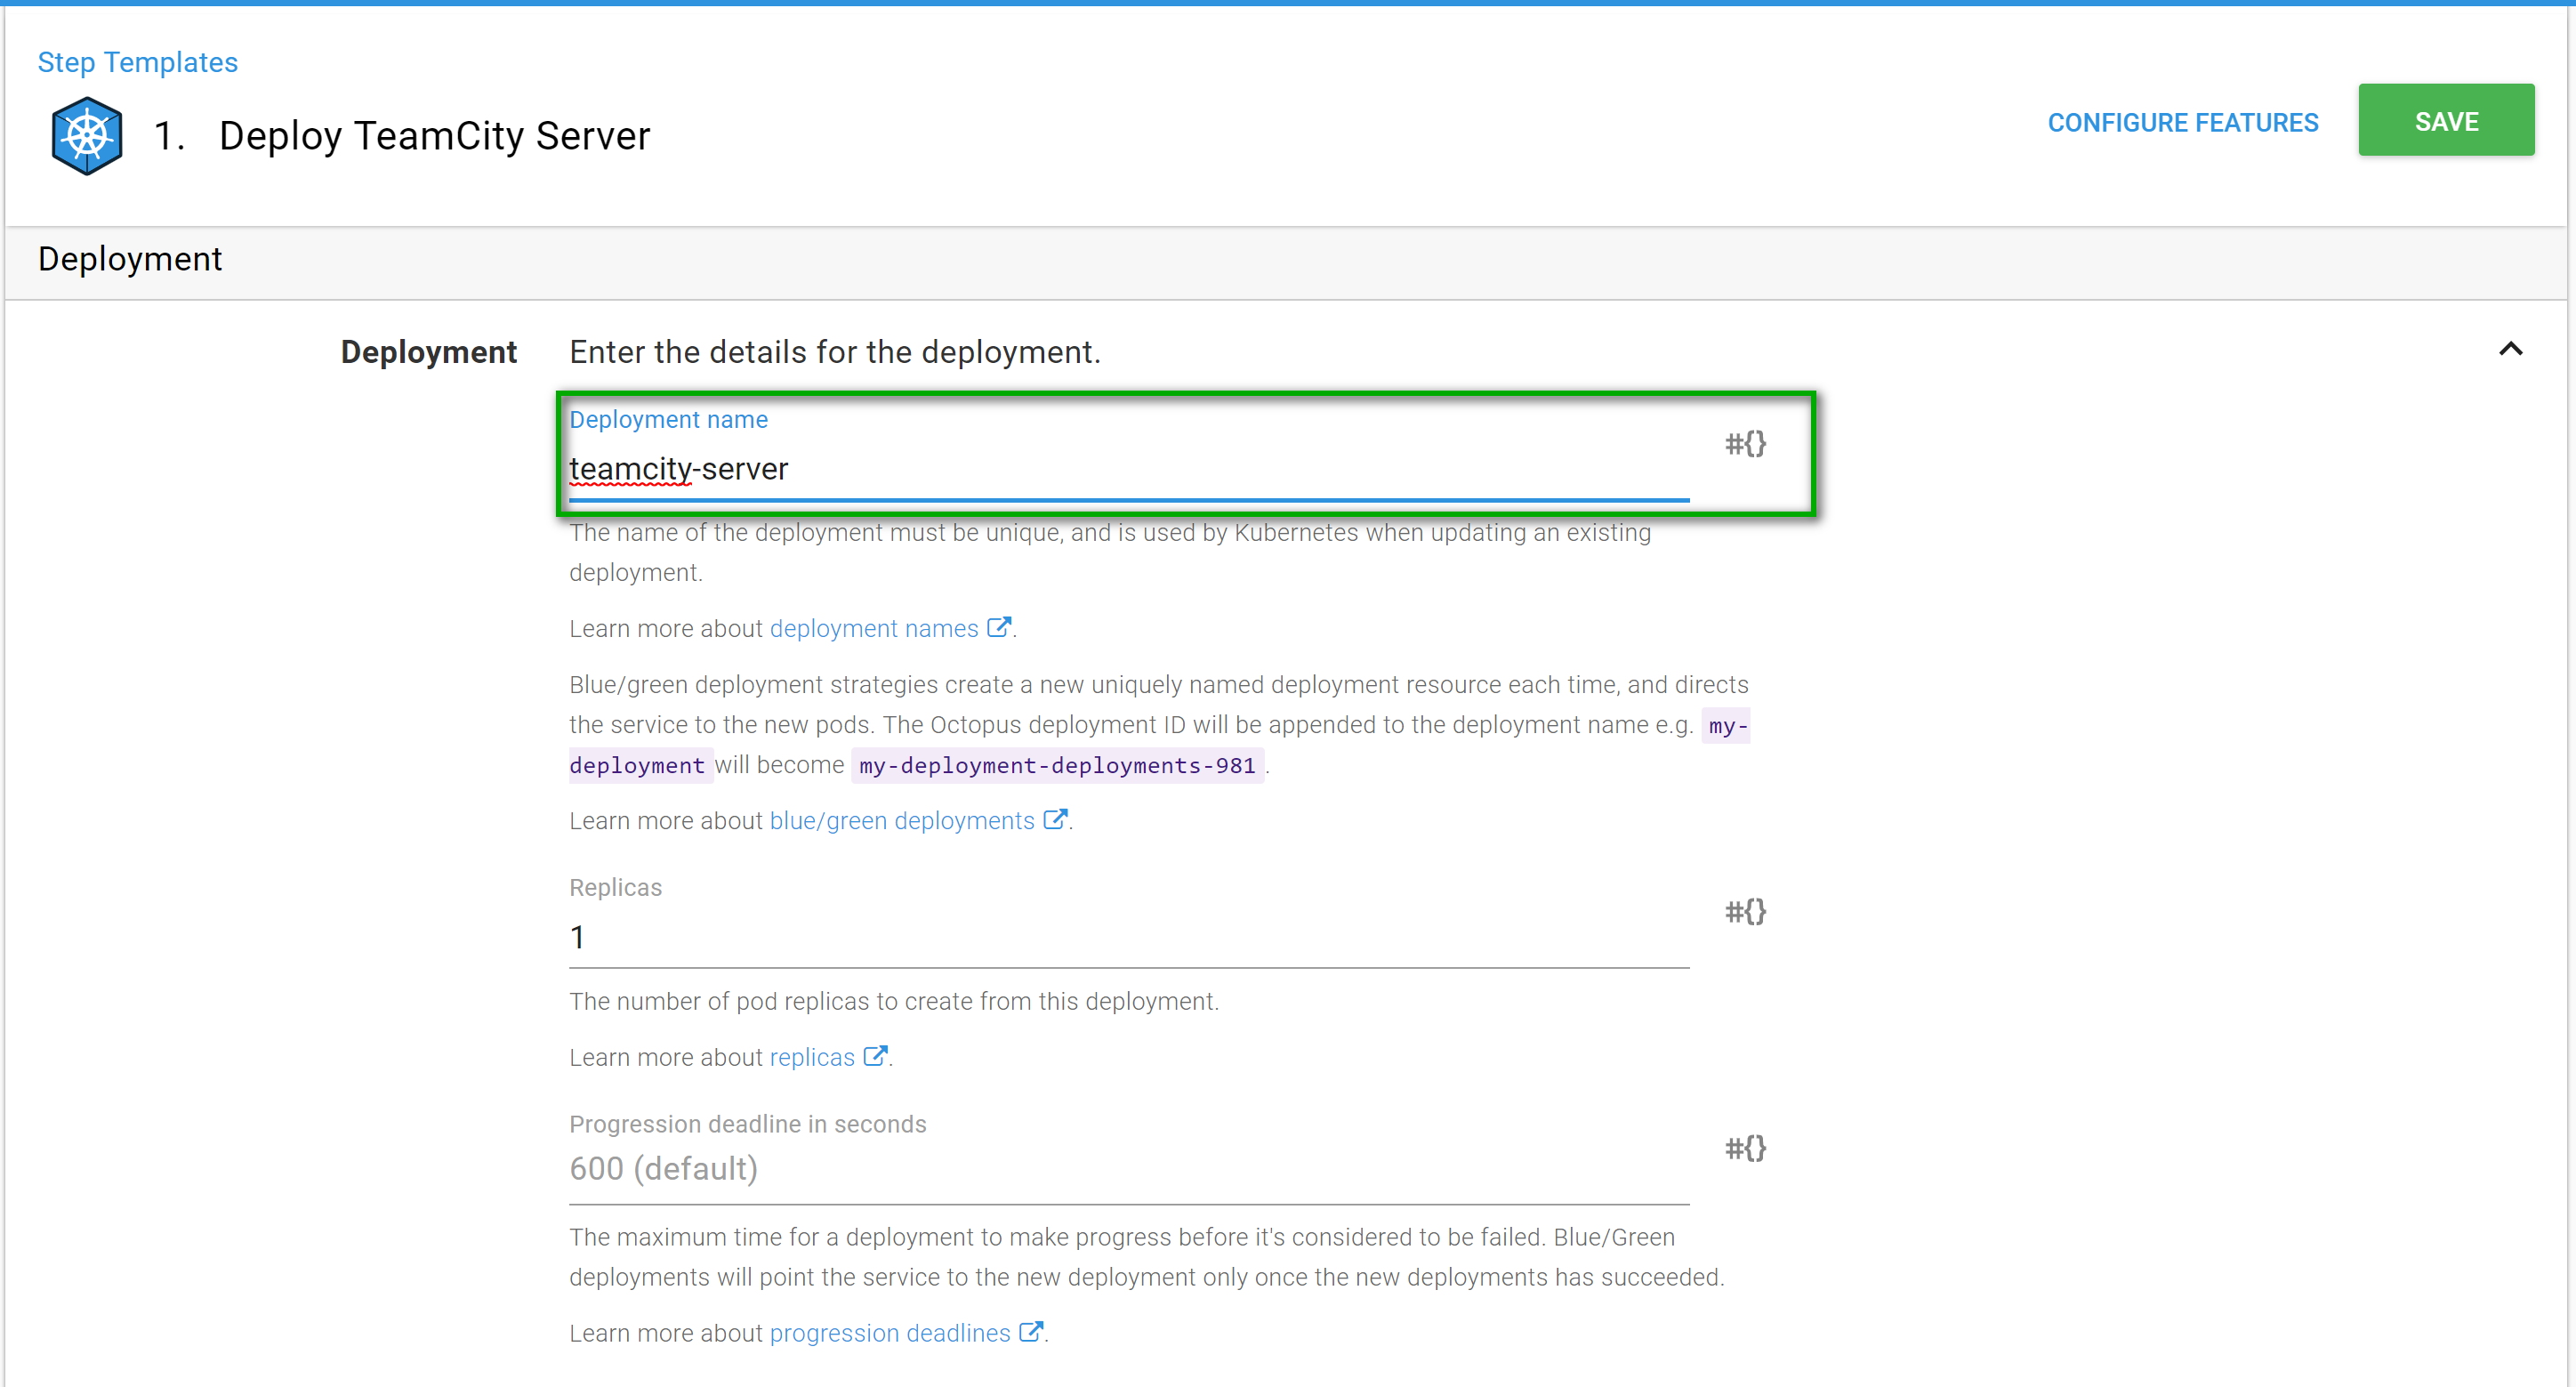 Step Templates
1. Deploy TeamCity Server
CONFIGURE FEATURES
SAVE
Deployment
Deployment
Enter the details for the deployment.
Deployment name
#{}
teamcity-server
The name of the deployment must be unique, and is used by Kubernetes when updating an existing
deployment.
Learn more about deployment names.
Blue/green deployment strategies create a new uniquely named deployment resource each time, and directs
the service to the new pods. The Octopus deployment ID will be appended to the deployment name e.g. my-
deployment will become my-deployment-deployments-981.
Learn more about blue/green deployments.
Replicas
#{}
1
The number of pod replicas to create from this deployment.
Learn more about replicas.
Progression deadline in seconds
#{}
600 (default)
The maximum time for a deployment to make progress before it's considered to be failed. Blue/Green
deployments will point the service to the new deployment only once the new deployments has succeeded.
Learn more about progression deadlines.